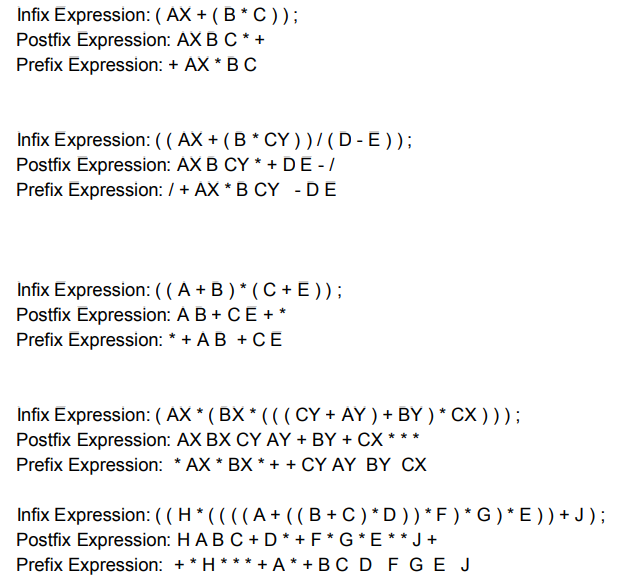 Infix Expression: ( AX + ( B * C ) ) ;
Postfix Expression: AX B C * +
Prefix Expression: + AX * B C
Infix Expression: ( ( AX + ( B * CY ) ) / ( D - E ) ) ;
Postfix Expression: AX B CY * + D E - /
Prefix Expression: / + AX * B CY - D E
Infix Expression: ( ( A + B ) * ( C + E ) ) ;
Postfix Expression: A B + C E + *
Prefix Expression: * + A B + C E
Infix Expression: ( AX * ( BX * ( ( ( CY + AY ) + BY ) * CX ) ) ) ;
Postfix Expression: AX BX CY AY + BY + CX * * *
Prefix Expression: * AX * BX * + + CY AY BY CX
Infix Expression: ( ( H * ( ( ( ( A + ( ( B + C ) * D ) ) * F ) * G ) * E ) ) + J ) ;
Postfix Expression: H A B C + D * + F * G * E * * J +
Prefix Expression: + * H * * * + A * + B C D F G E J